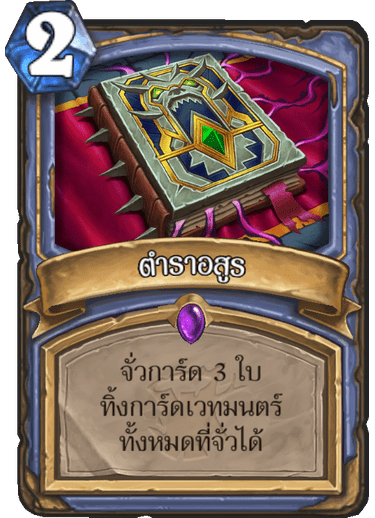 2
ตำราอสูร
จั่วการ์ด 3 ใบ
ทิ้งการ์ดเวทมนตร์
ทั้งหมดที่จั่วได้